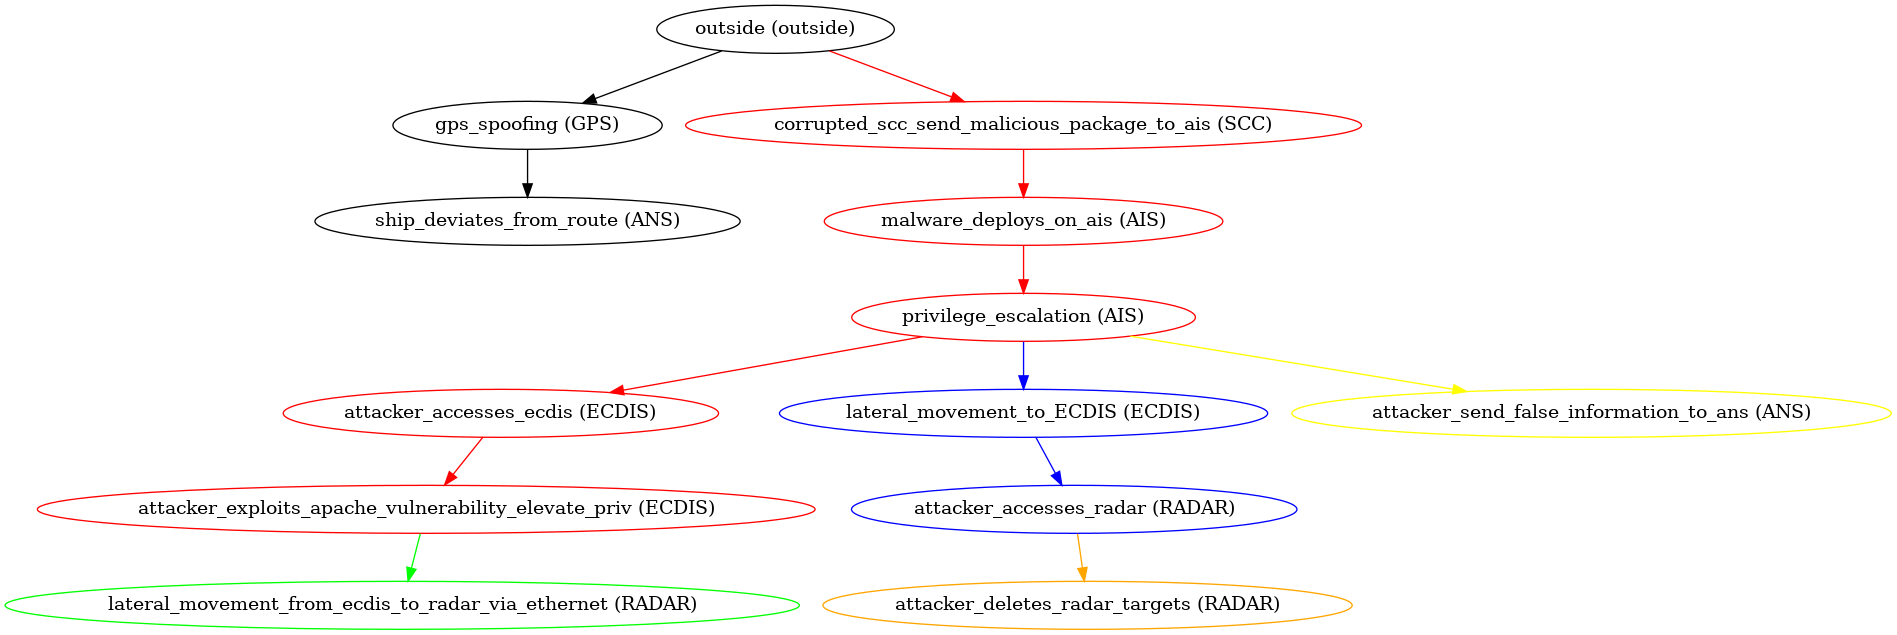 outside (outside)
gps_spoofing (GPS)
corrupted_scc_send_malicious_package_to_ais (SCC)
ship_deviates_from_route (ANS)
malware_deploys_on_ais (AIS)
privilege_escalation (AIS)
attacker_accesses_ecdis (ECDIS)
lateral_movement_to_ECDIS (ECDIS)
attacker_send_false_information_to_ans (ANS)
attacker_exploits_apache_vulnerability_elevate_priv (ECDIS)
attacker_accesses_radar (RADAR)
lateral_movement_from_ecdis_to_radar_via_ethernet (RADAR)
attacker_deletes_radar_targets (RADAR)